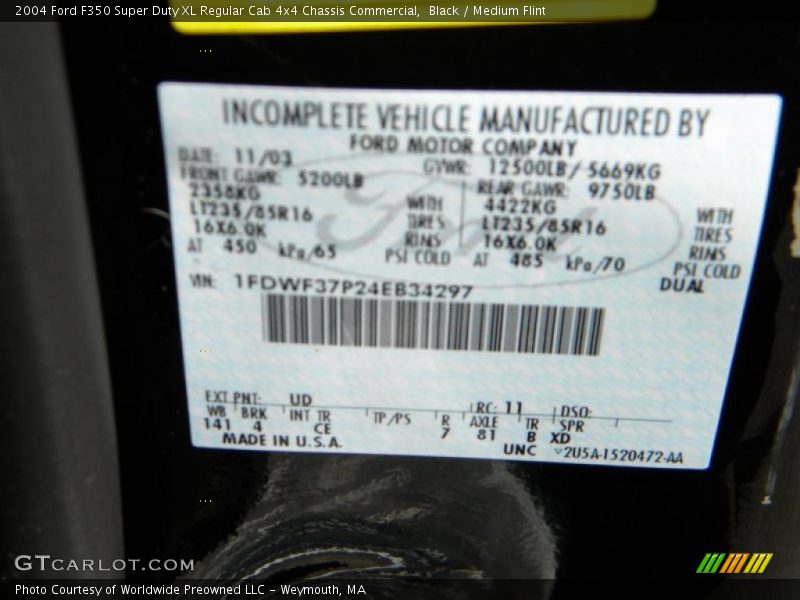 2004 Ford F350 Super Duty XL Regular Cab 4x4 Chassis Commercial, Black / Medium Flint
INCOMPLETE VEHICLE MANUFACTURED BY
FORD MOTOR COMPANY
DATE: 11/03 GVWR: 12500LB/ 5669KG
FRONT GAWR: 5200LB REAR GAWR: 9750LB
2358KG WITH 4422KG WITH
LT235/85R16 TIRES LT235/85R16 TIRES
16X6.0K RIMS 16X6.0K RIMS
AT 450 kPa/65 PSI COLD AT 485 kPa/70 PSI COLD
DUAL
VIN: 1FDWF37P24EB34297
Ford
EXT PNT: UD RC: 11 DSO:
WB BRK INT TR TP/PS R AXLE TR SPR
141 4 CE 7 81 B XD
MADE IN U.S.A. UNC 2U5A-1520472-AA
GTCARLOT.COM
Photo Courtesy of Worldwide Preowned LLC - Weymouth, MA